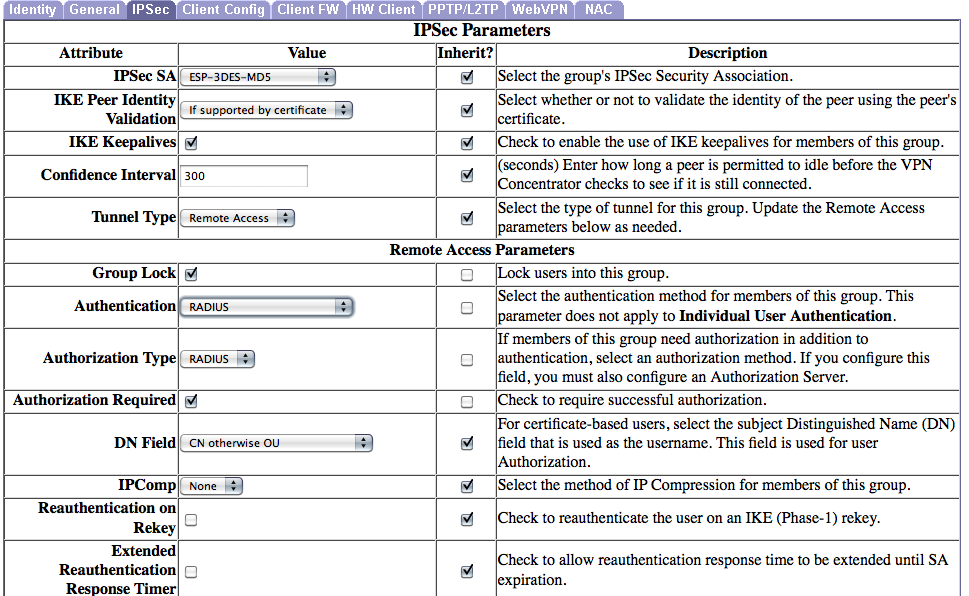 Identity General IPSec Client Config Client FW HW Client PPTP/L2TP WebVPN NAC
IPSec Parameters
Attribute Value Inherit? Description
IPSec SA ESP-3DES-MD5 Select the group's IPSec Security Association.
IKE Peer Identity
Validation
If supported by certificate
Select whether or not to validate the identity of the peer using the peer's
certificate.
IKE Keepalives Check to enable the use of IKE keepalives for members of this group.
Confidence Interval 300
(seconds) Enter how long a peer is permitted to idle before the VPN
Concentrator checks to see if it is still connected.
Tunnel Type Remote Access
Select the type of tunnel for this group. Update the Remote Access
parameters below as needed.
Remote Access Parameters
Group Lock Lock users into this group.
Authentication RADIUS
Select the authentication method for members of this group. This
parameter does not apply to Individual User Authentication.
Authorization Type RADIUS
If members of this group need authorization in addition to
authentication, select an authorization method. If you configure this
field, you must also configure an Authorization Server.
Authorization Required Check to require successful authorization.
DN Field CN otherwise OU
For certificate-based users, select the subject Distinguished Name (DN)
field that is used as the username. This field is used for user
Authorization.
IPComp None Select the method of IP Compression for members of this group.
Reauthentication on
Rekey
Check to reauthenticate the user on an IKE (Phase-1) rekey.
Extended
Reauthentication
Response Timer
Check to allow reauthentication response time to be extended until SA
expiration.